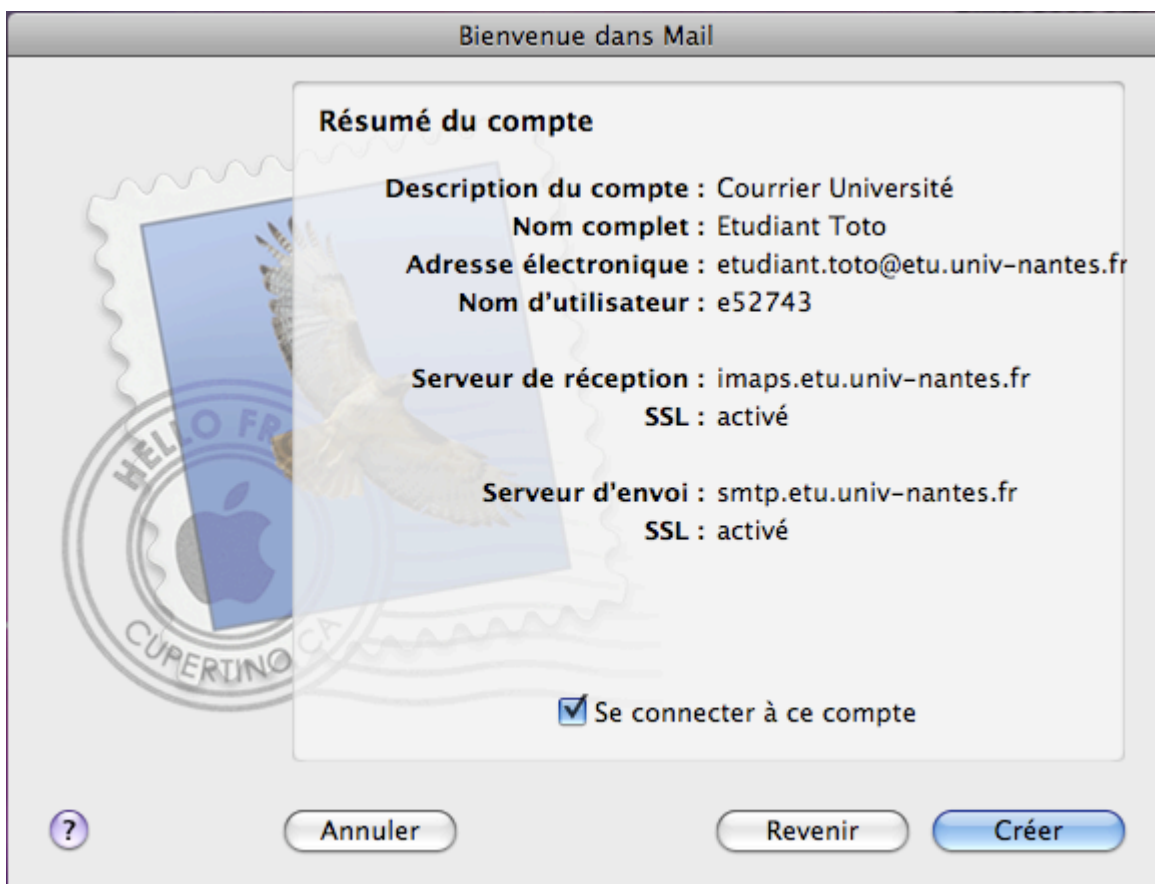 Bienvenue dans Mail
Résumé du compte
Description du compte : Courrier Université
Nom complet : Etudiant Toto
Adresse électronique : etudiant.toto@etu.univ-nantes.fr
Nom d'utilisateur : e52743
Serveur de réception : imaps.etu.univ-nantes.fr
SSL : activé
Serveur d'envoi : smtp.etu.univ-nantes.fr
SSL : activé
HELLO FR
CUPERTINO CA
Se connecter à ce compte
?
Annuler
Revenir
Créer